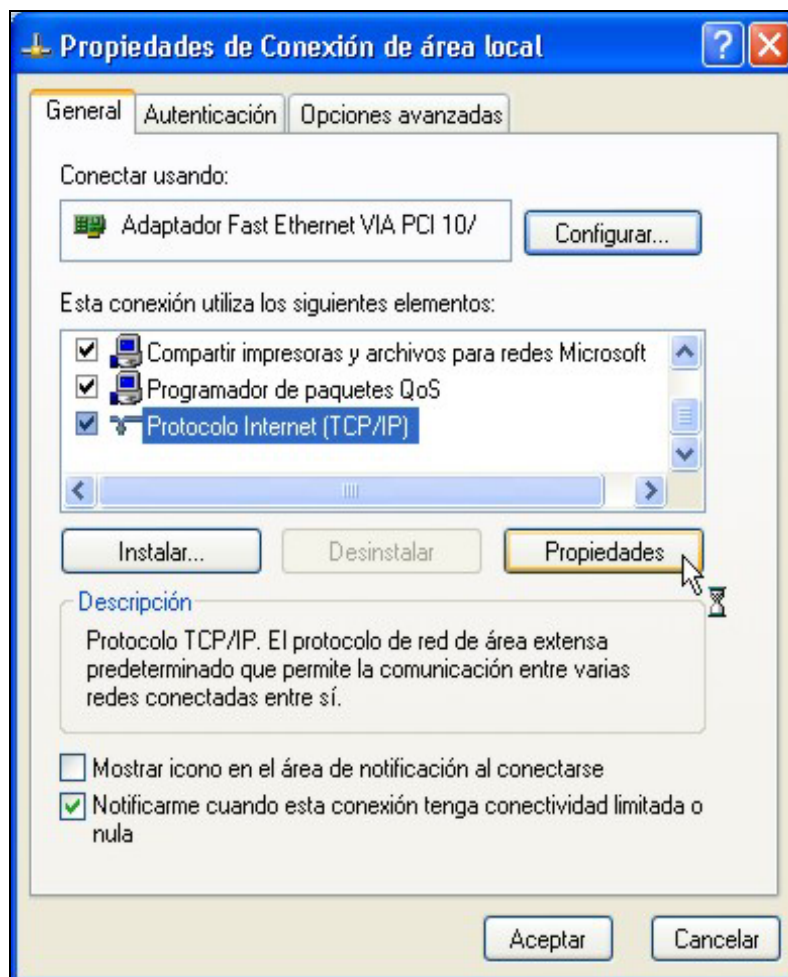 Propiedades de Conexión de área local
General
Autenticación
Opciones avanzadas
Conectar usando:
Adaptador Fast Ethernet VIA PCI 10/
Configurar...
Esta conexión utiliza los siguientes elementos:
Compartir impresoras y archivos para redes Microsoft
Programador de paquetes QoS
Protocolo Internet (TCP/IP)
Instalar...
Desinstalar
Propiedades
Descripción
Protocolo TCP/IP. El protocolo de red de área extensa
predeterminado que permite la comunicación entre varias
redes conectadas entre sí.
Mostrar icono en el área de notificación al conectarse
Notificarme cuando esta conexión tenga conectividad limitada o
nula
Aceptar
Cancelar